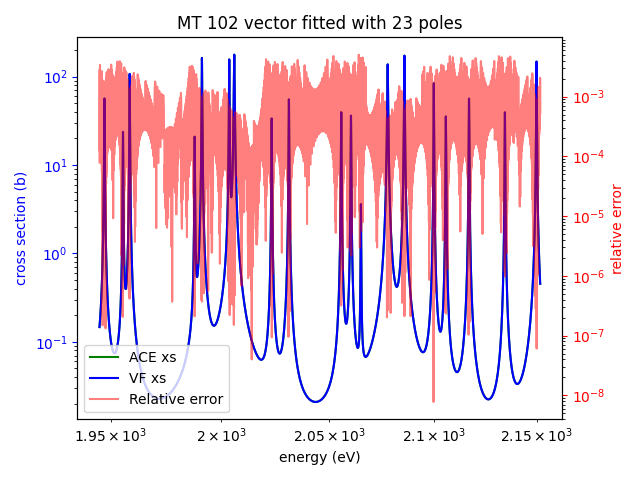 MT 102 vector fitted with 23 poles
cross section (b)
10²
10¹
10⁰
10⁻¹
10⁻³
10⁻⁴
10⁻⁵
10⁻⁶
10⁻⁷
10⁻⁸
relative error
ACE xs
VF xs
Relative error
1.95 × 10³ 2 × 10³ 2.05 × 10³ 2.1 × 10³ 2.15 × 10³
energy (eV)